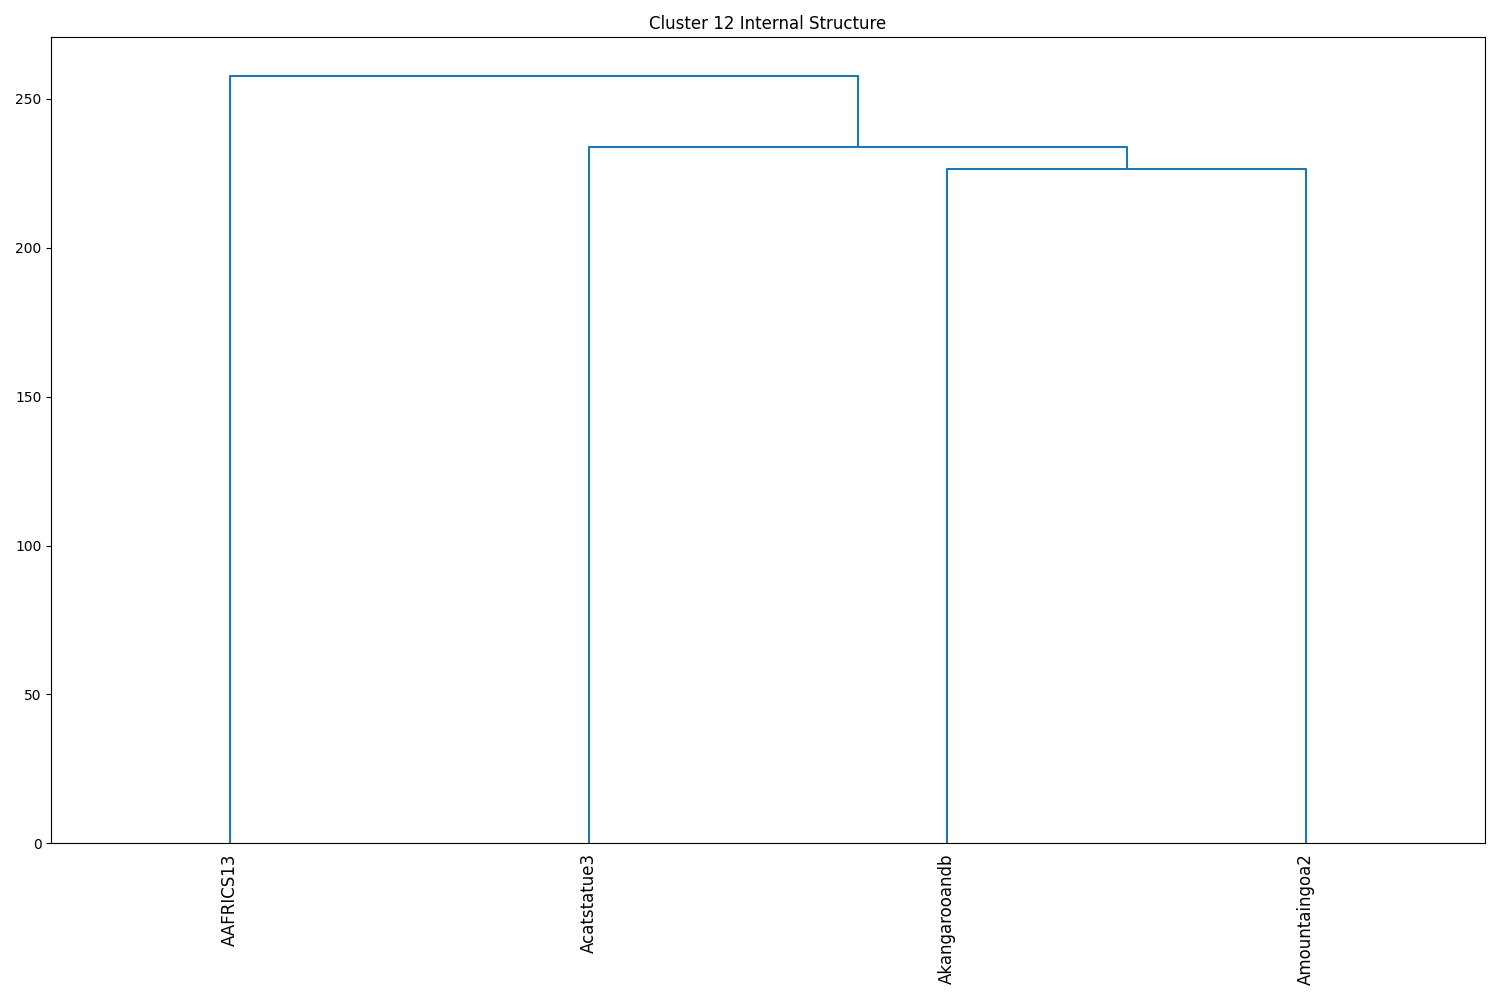 Cluster 12 Internal Structure
250
200
150
100
50
0
AAFRICS13
Acatstatue3
Akangarooandb
Amountaingoa2